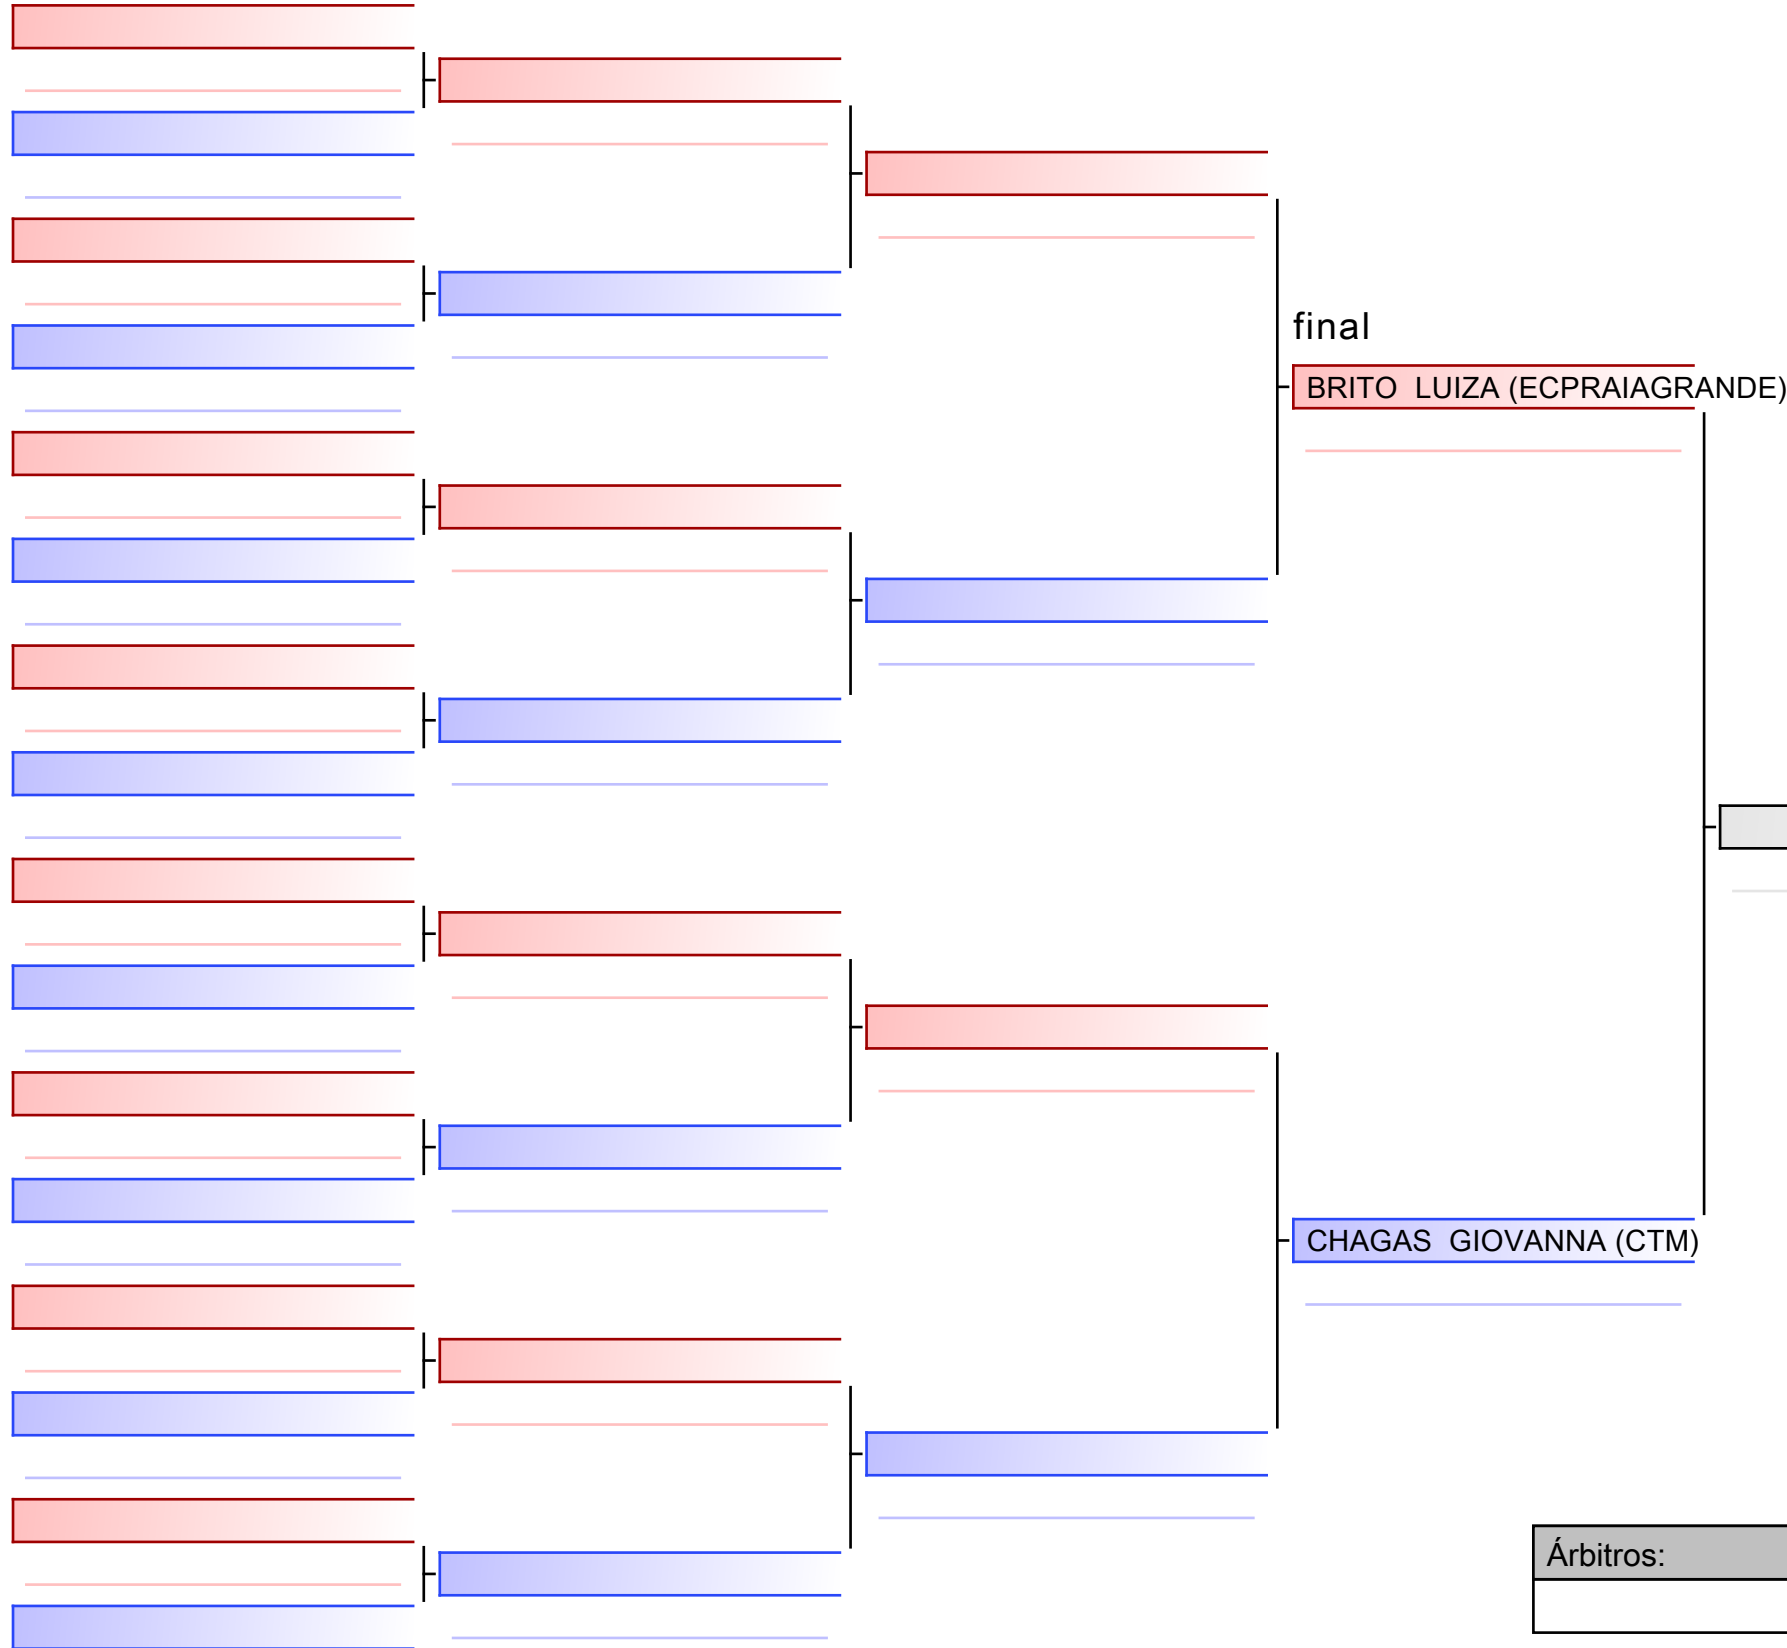 final
BRITO  LUIZA (ECPRAIAGRANDE)
CHAGAS  GIOVANNA (CTM)
Árbitros: